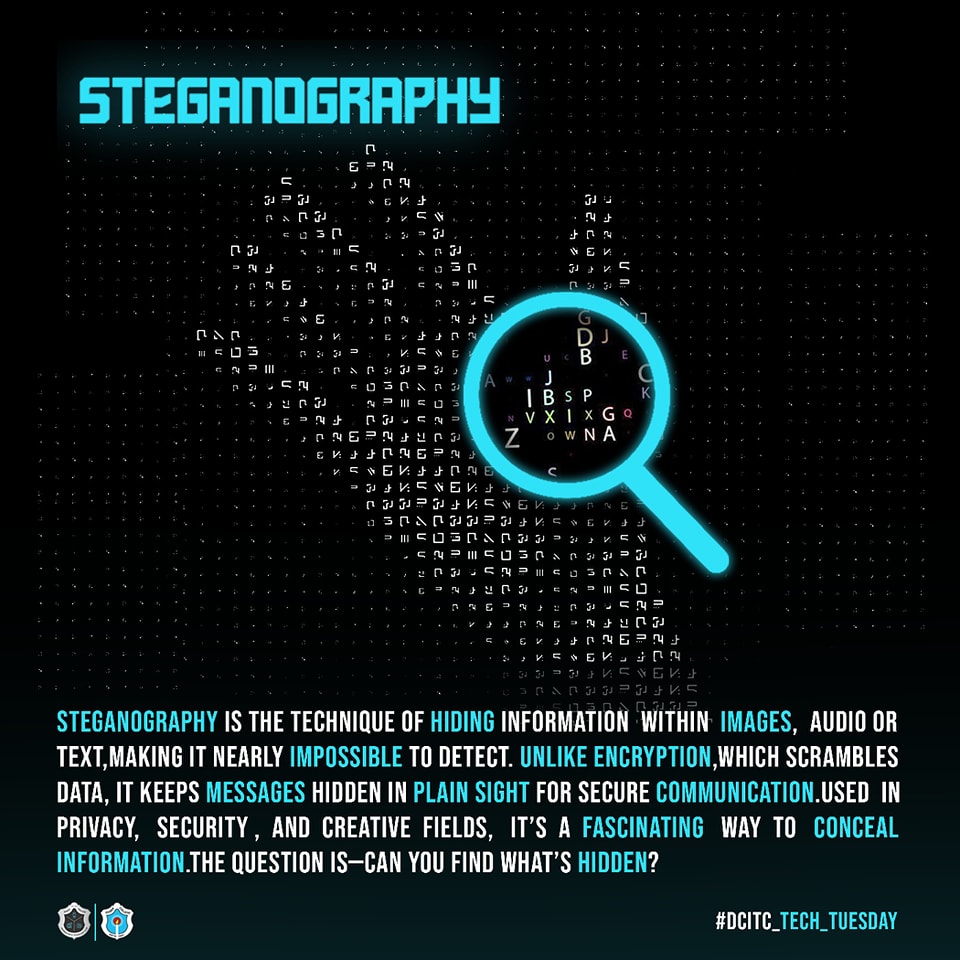 STEGANOGRAPHY
G
D J
B
U C E
A W W J C
I B S P K
N V X I X G Q
Z O W N A
S
STEGANOGRAPHY IS THE TECHNIQUE OF HIDING INFORMATION WITHIN IMAGES, AUDIO OR
TEXT,MAKING IT NEARLY IMPOSSIBLE TO DETECT. UNLIKE ENCRYPTION,WHICH SCRAMBLES
DATA, IT KEEPS MESSAGES HIDDEN IN PLAIN SIGHT FOR SECURE COMMUNICATION.USED IN
PRIVACY, SECURITY , AND CREATIVE FIELDS, IT'S A FASCINATING WAY TO CONCEAL
INFORMATION.THE QUESTION IS—CAN YOU FIND WHAT'S HIDDEN?
#DCITC_TECH_TUESDAY